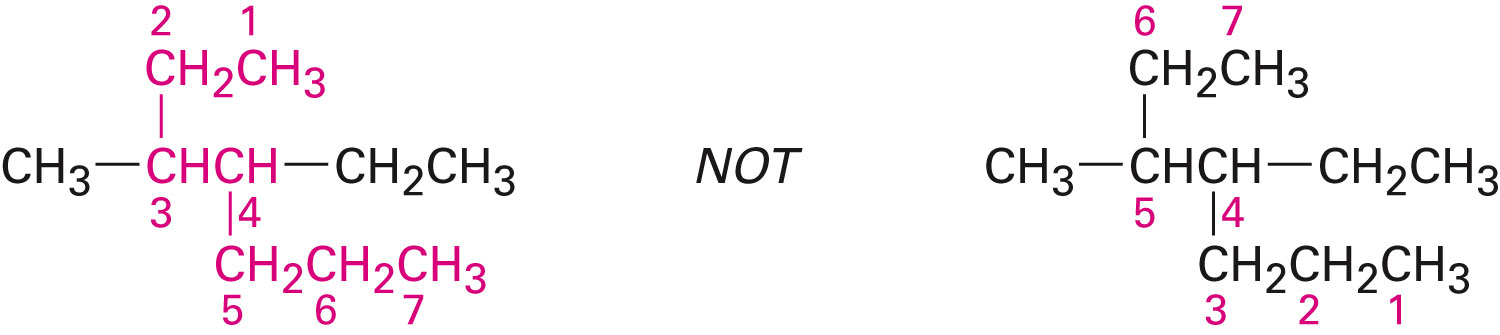 2 1
CH₂CH₃
CH₃—CHCH—CH₂CH₃
3 4
CH₂CH₂CH₃
5 6 7
NOT
6 7
CH₂CH₃
CH₃—CHCH—CH₂CH₃
5 4
CH₂CH₂CH₃
3 2 1